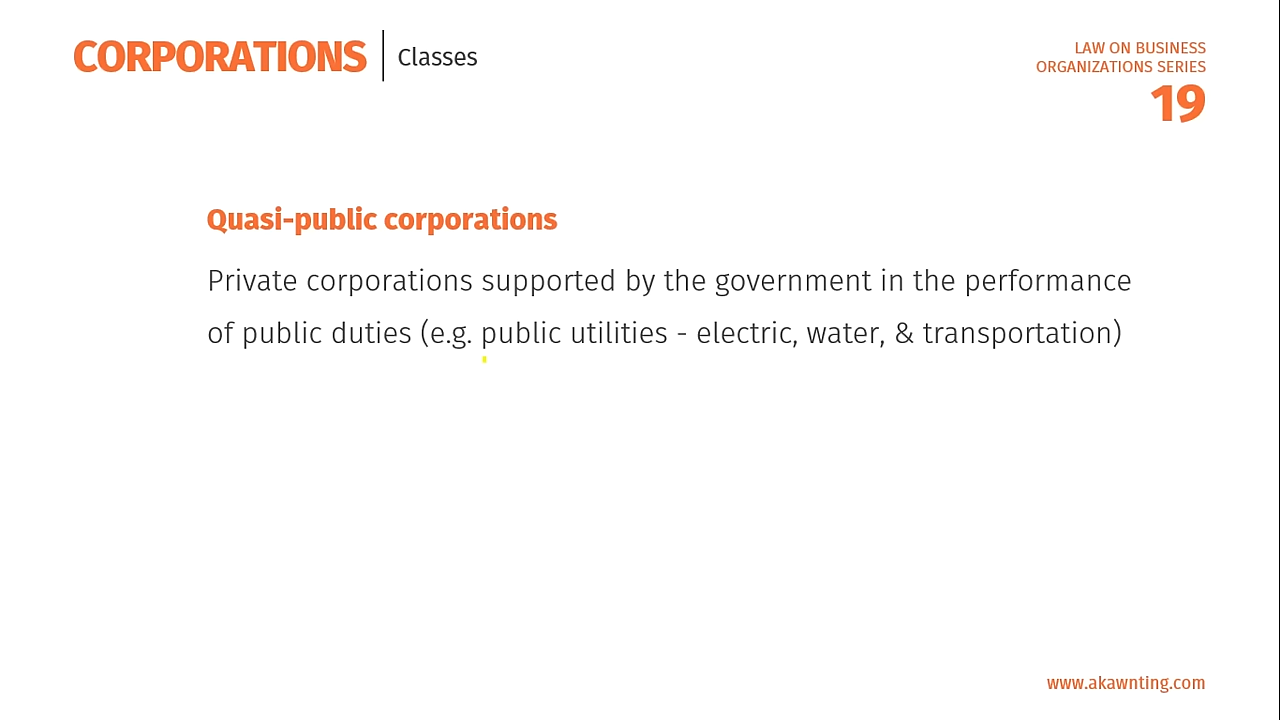 CORPORATIONS
Classes
LAW ON BUSINESS
ORGANIZATIONS SERIES
19
Quasi-public corporations
Private corporations supported by the government in the performance
of public duties (e.g. public utilities - electric, water, & transportation)
www.akawnting.com